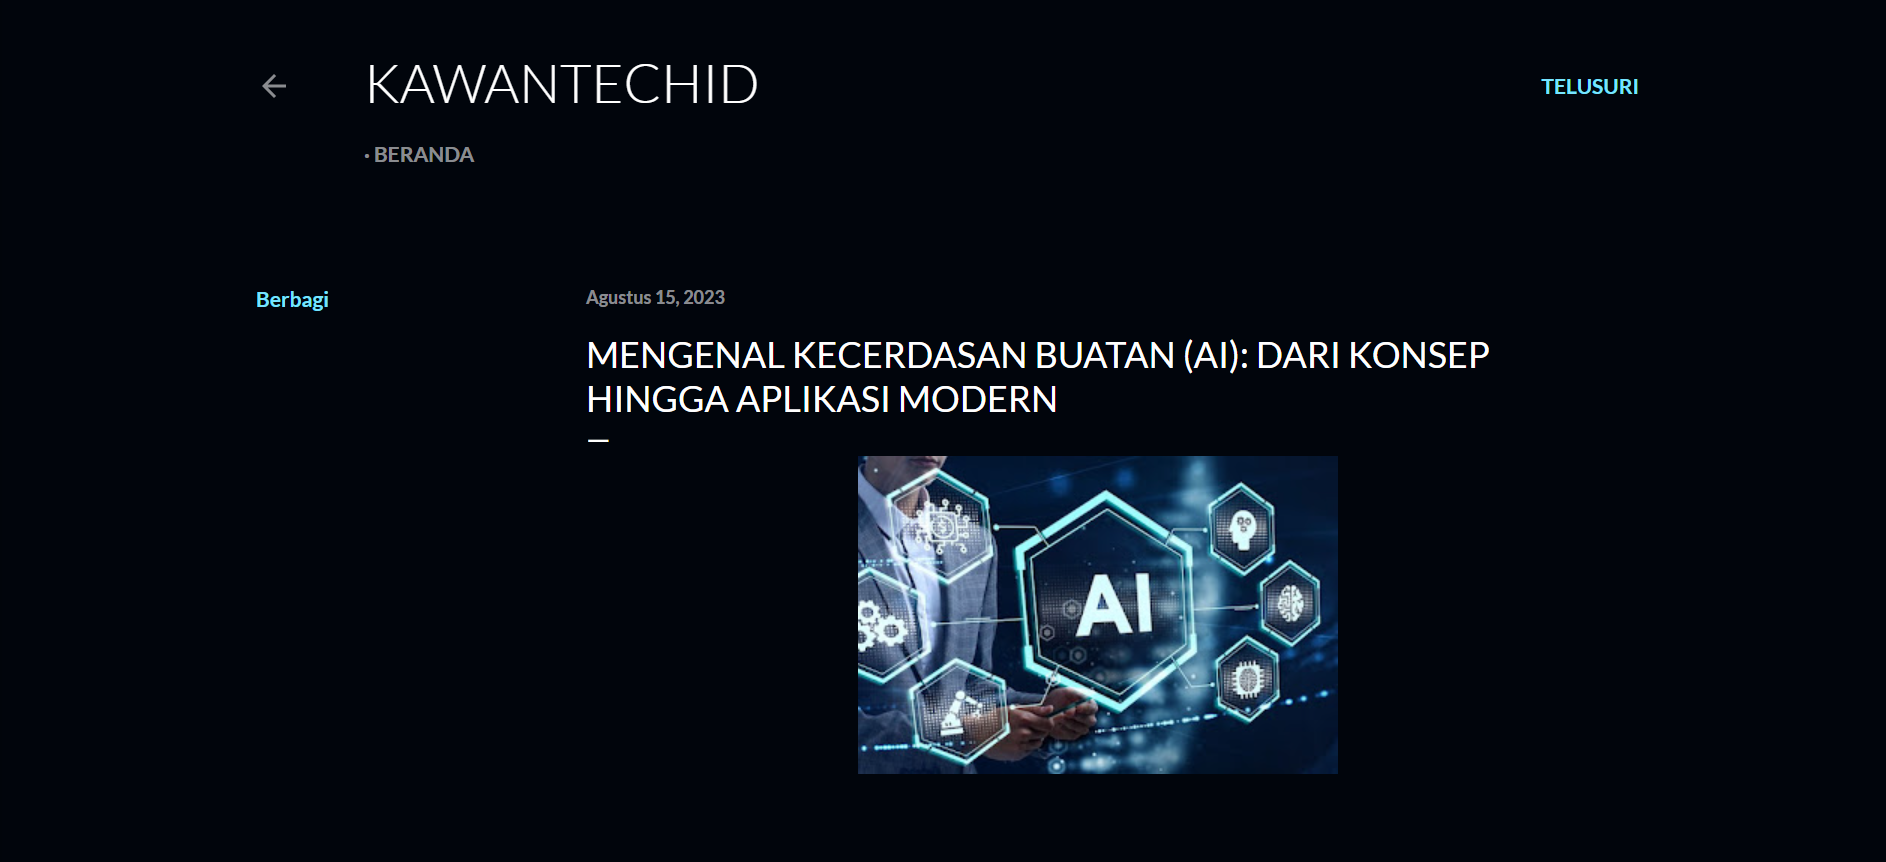 KAWANTECHID
TELUSURI
· BERANDA
Berbagi
Agustus 15, 2023
MENGENAL KECERDASAN BUATAN (AI): DARI KONSEP
HINGGA APLIKASI MODERN
AI